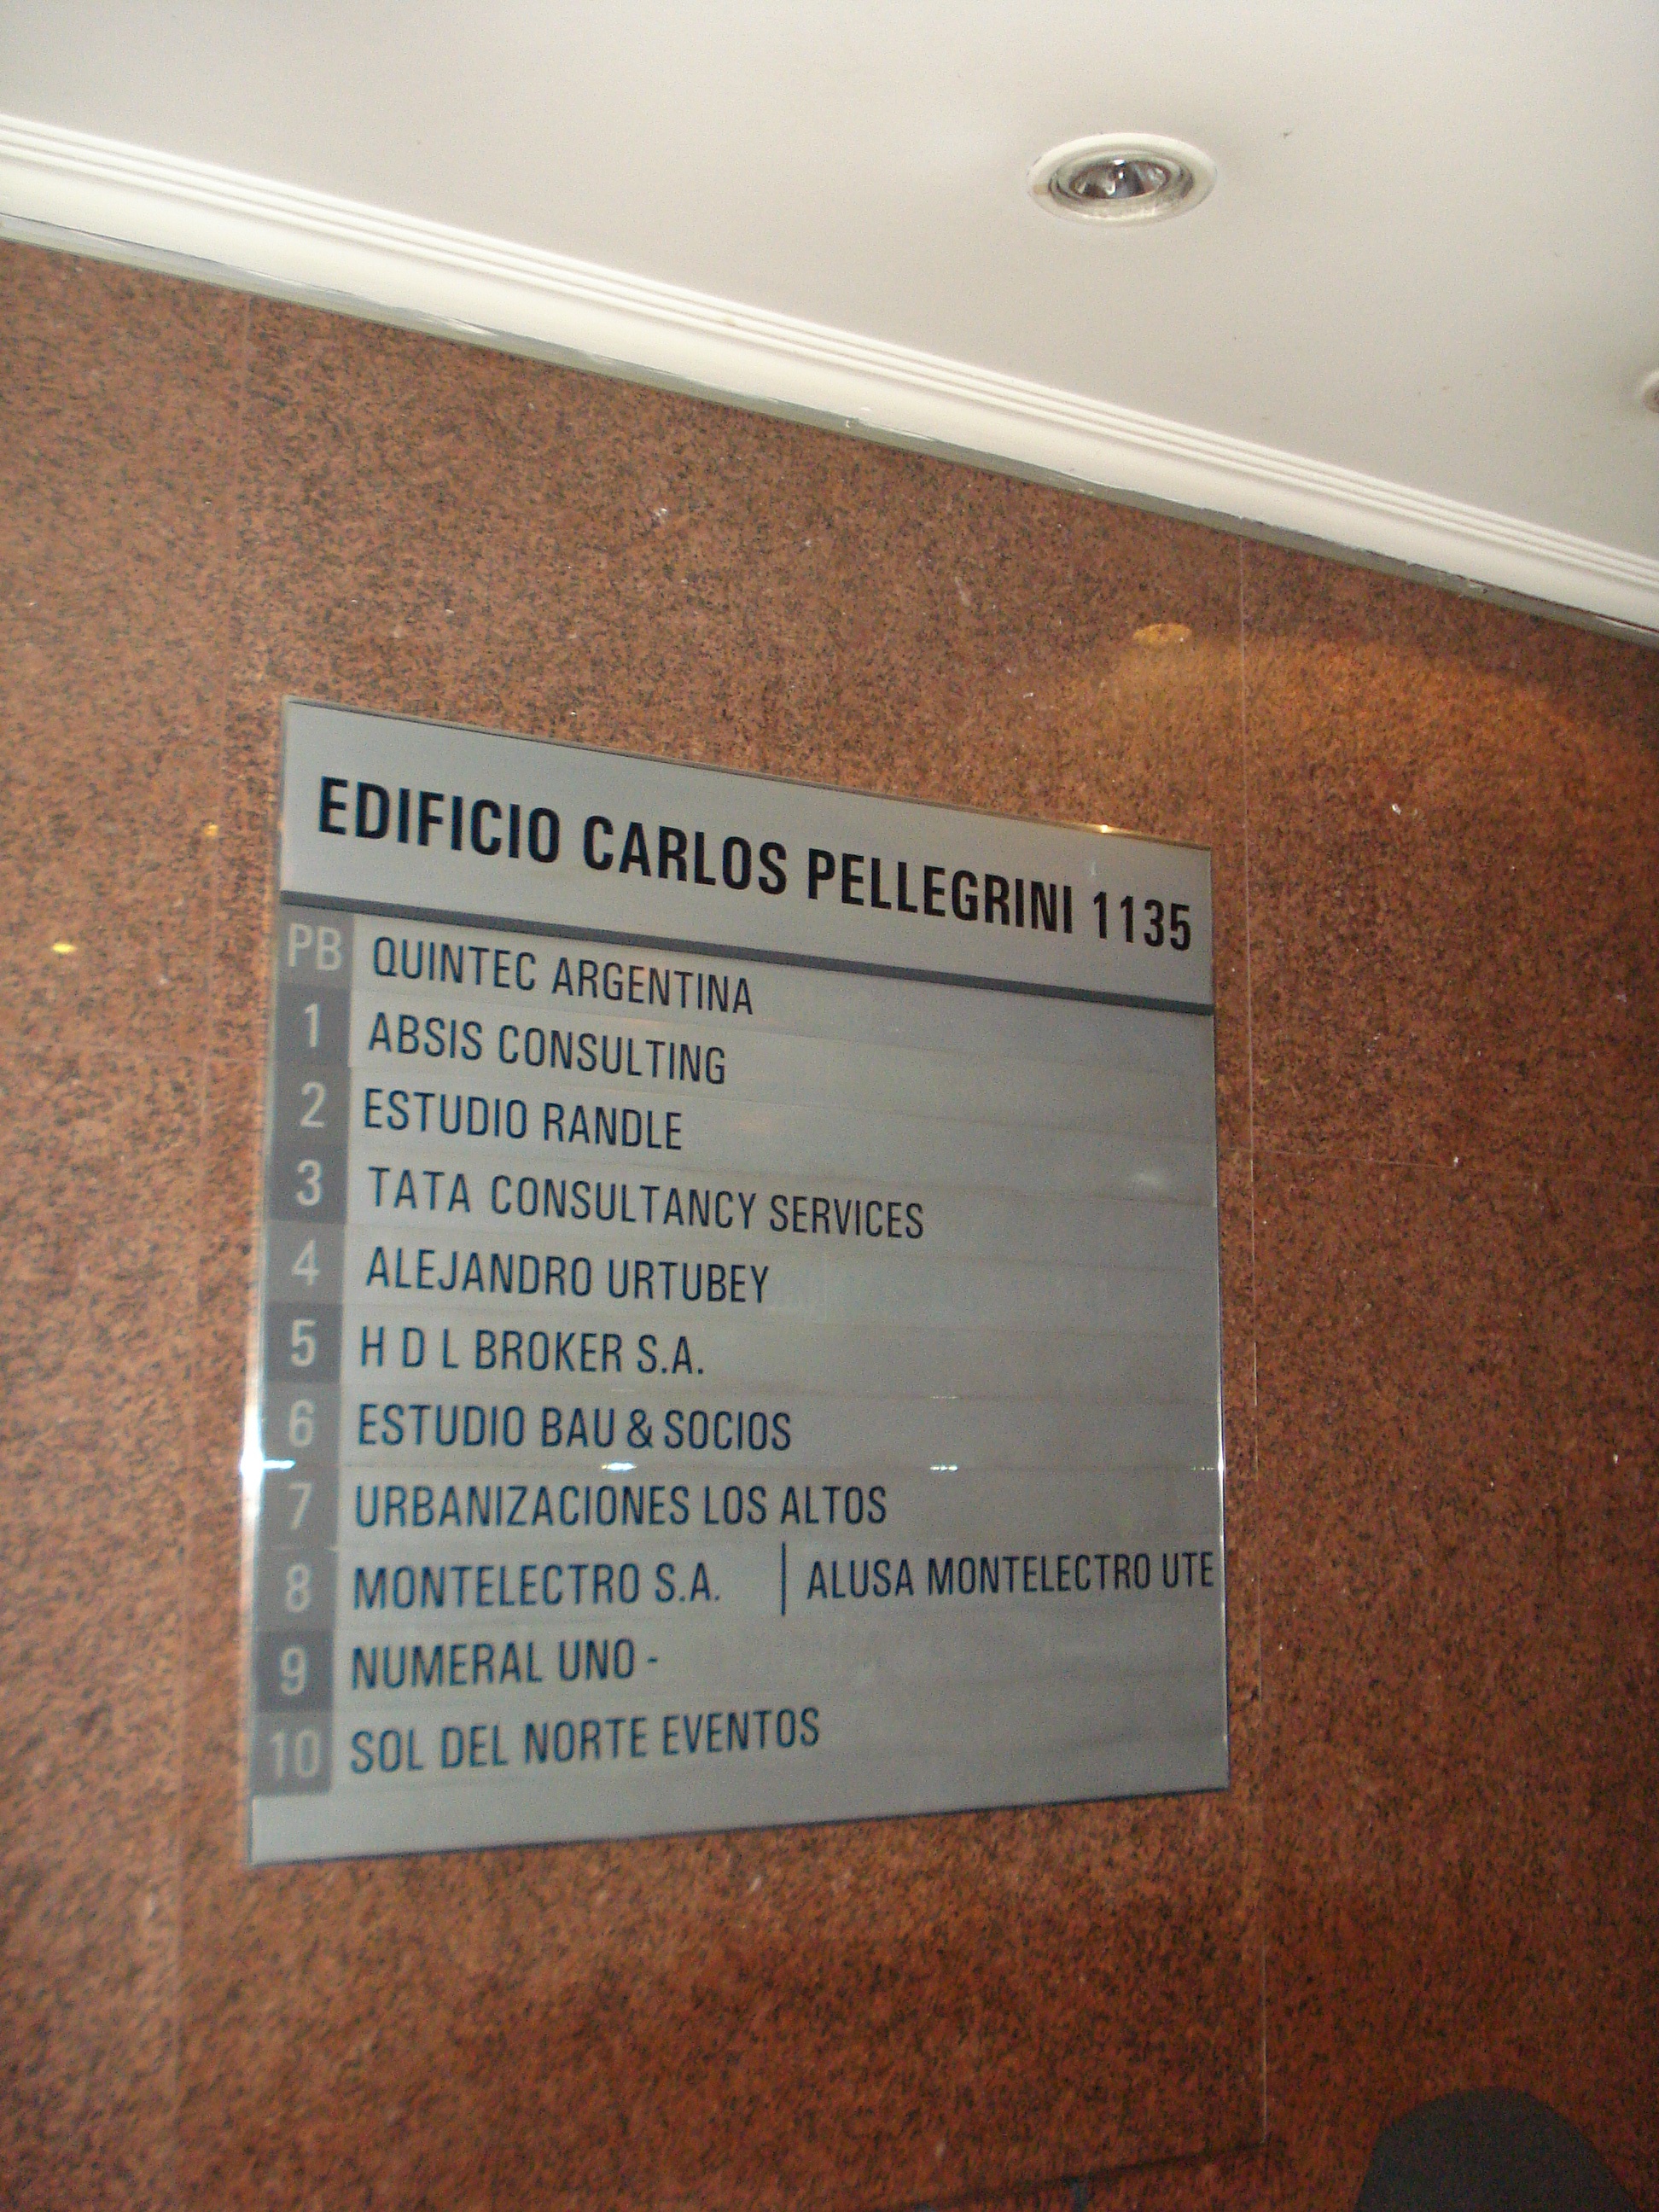 EDIFICIO CARLOS PELLEGRINI 1135
PB QUINTEC ARGENTINA
1 ABSIS CONSULTING
2 ESTUDIO RANDLE
3 TATA CONSULTANCY SERVICES
4 ALEJANDRO URTUBEY
5 H D L BROKER S.A.
6 ESTUDIO BAU & SOCIOS
7 URBANIZACIONES LOS ALTOS
8 MONTELECTRO S.A. | ALUSA MONTELECTRO UTE
9 NUMERAL UNO -
10 SOL DEL NORTE EVENTOS